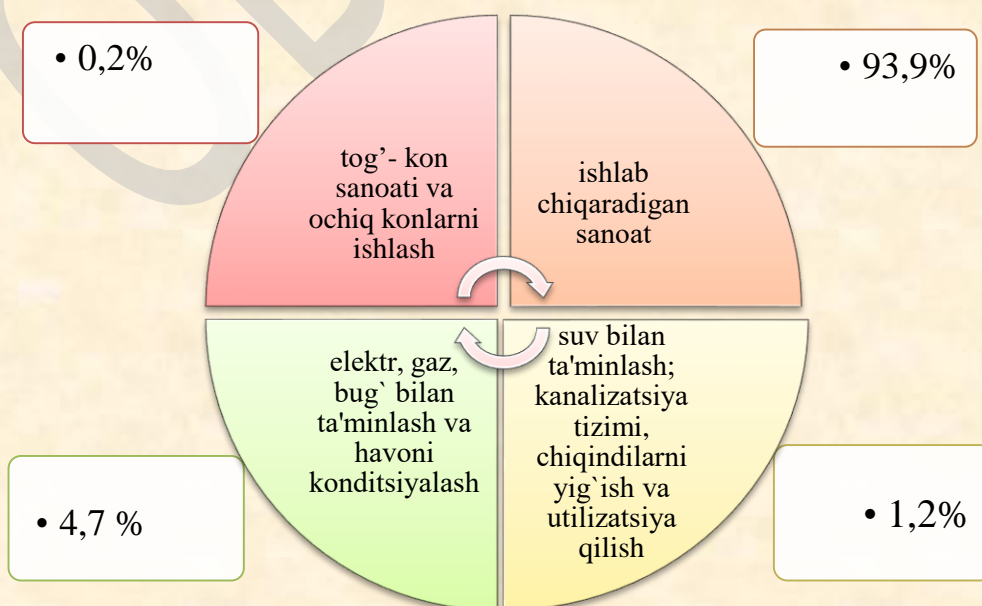 • 0,2%
• 93,9%
tog’- kon
sanoati va
ochiq konlarni
ishlash
ishlab
chiqaradigan
sanoat
elektr, gaz,
bug` bilan
ta'minlash va
havoni
konditsiyalash
suv bilan
ta'minlash;
kanalizatsiya
tizimi,
chiqindilarni
yig`ish va
utilizatsiya
qilish
• 4,7 %
• 1,2%